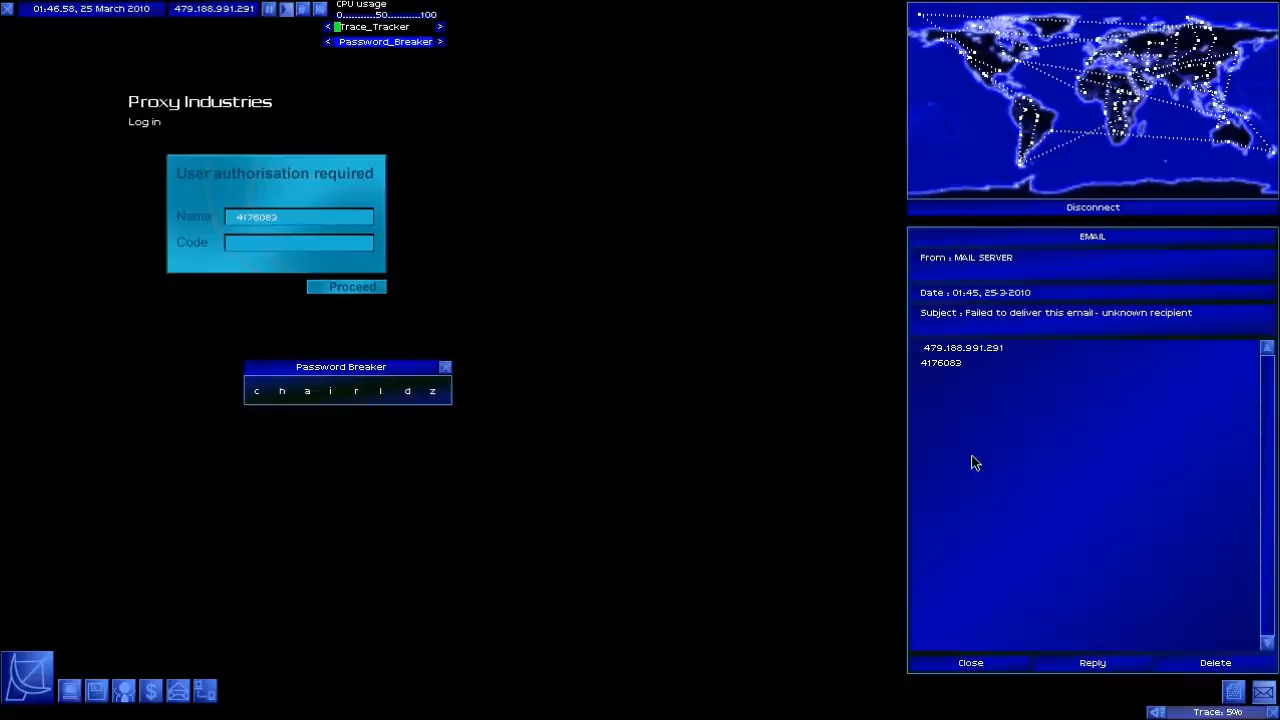 01:46.58, 25 March 2010
479.188.991.291
CPU usage
0.........50.........100
< Trace_Tracker >
< Password_Breaker >
Proxy Industries
Log in
User authorisation required
Name 4176083
Code
Proceed
Password Breaker
c h a i r l d z
Disconnect
EMAIL
From : MAIL SERVER
Date : 01:45, 25-3-2010
Subject : Failed to deliver this email - unknown recipient
479.188.991.291
4176083
Close
Reply
Delete
Trace: 5%